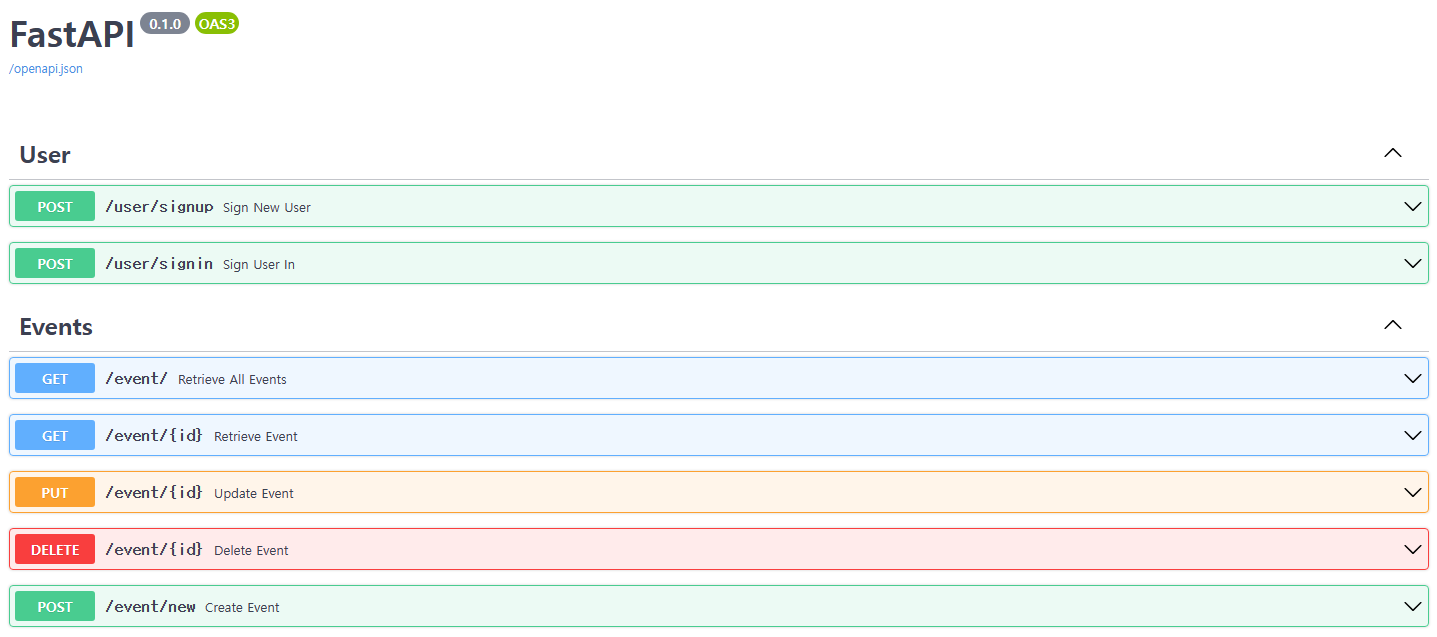 FastAPI 0.1.0 OAS3
/openapi.json
User
POST /user/signup Sign New User
POST /user/signin Sign User In
Events
GET /event/ Retrieve All Events
GET /event/{id} Retrieve Event
PUT /event/{id} Update Event
DELETE /event/{id} Delete Event
POST /event/new Create Event